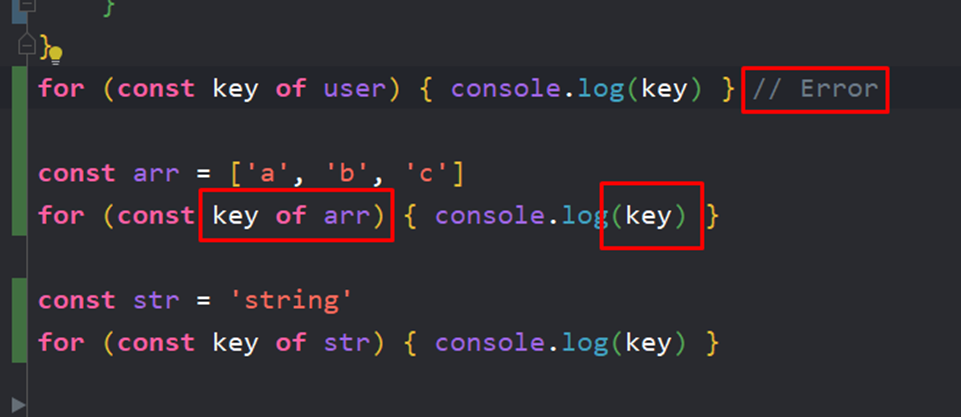 }
}
for (const key of user) { console.log(key) } // Error
const arr = ['a', 'b', 'c']
for (const key of arr) { console.log(key) }
const str = 'string'
for (const key of str) { console.log(key) }